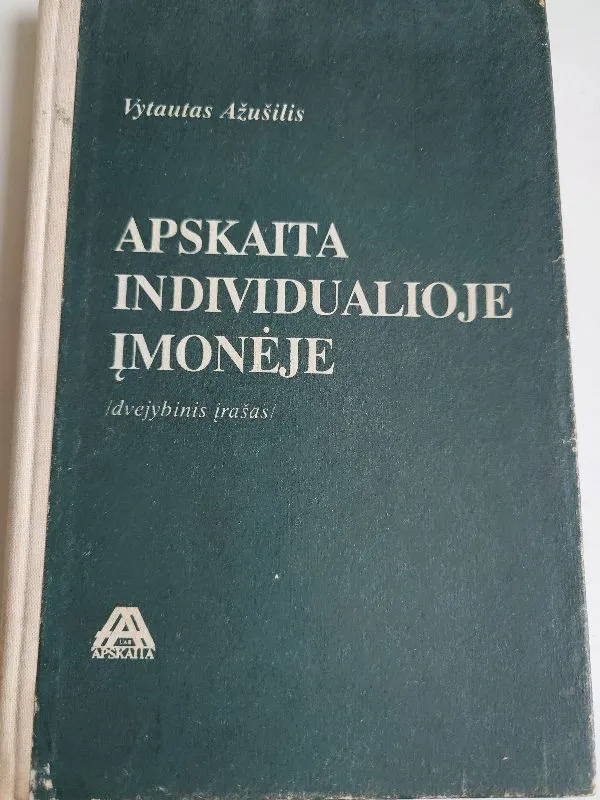 Vytautas Ažušilis
APSKAITA
INDIVIDUALIOJE
ĮMONĖJE
/dvejybinis įrašas/
UAB
APSKAITA